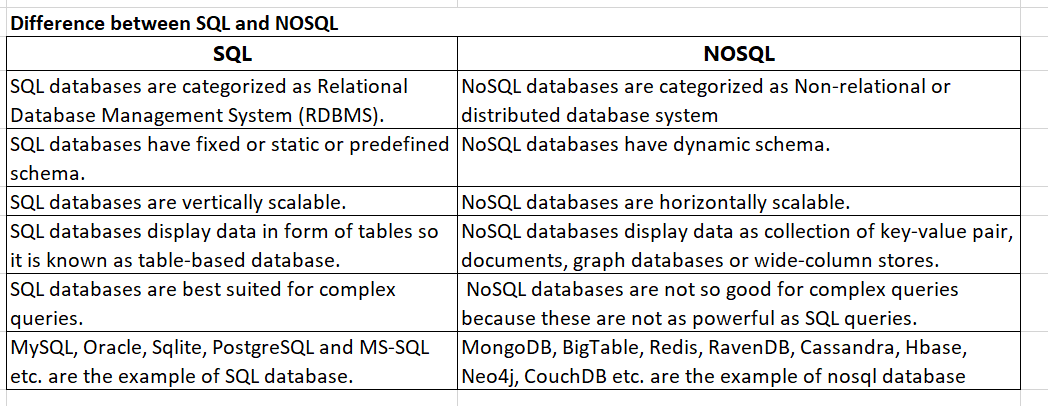 Difference between SQL and NOSQL
SQL
NOSQL
SQL databases are categorized as Relational
Database Management System (RDBMS).
NoSQL databases are categorized as Non-relational or
distributed database system
SQL databases have fixed or static or predefined
schema.
NoSQL databases have dynamic schema.
SQL databases are vertically scalable.
NoSQL databases are horizontally scalable.
SQL databases display data in form of tables so
it is known as table-based database.
NoSQL databases display data as collection of key-value pair,
documents, graph databases or wide-column stores.
SQL databases are best suited for complex
queries.
NoSQL databases are not so good for complex queries
because these are not as powerful as SQL queries.
MySQL, Oracle, Sqlite, PostgreSQL and MS-SQL
etc. are the example of SQL database.
MongoDB, BigTable, Redis, RavenDB, Cassandra, Hbase,
Neo4j, CouchDB etc. are the example of nosql database